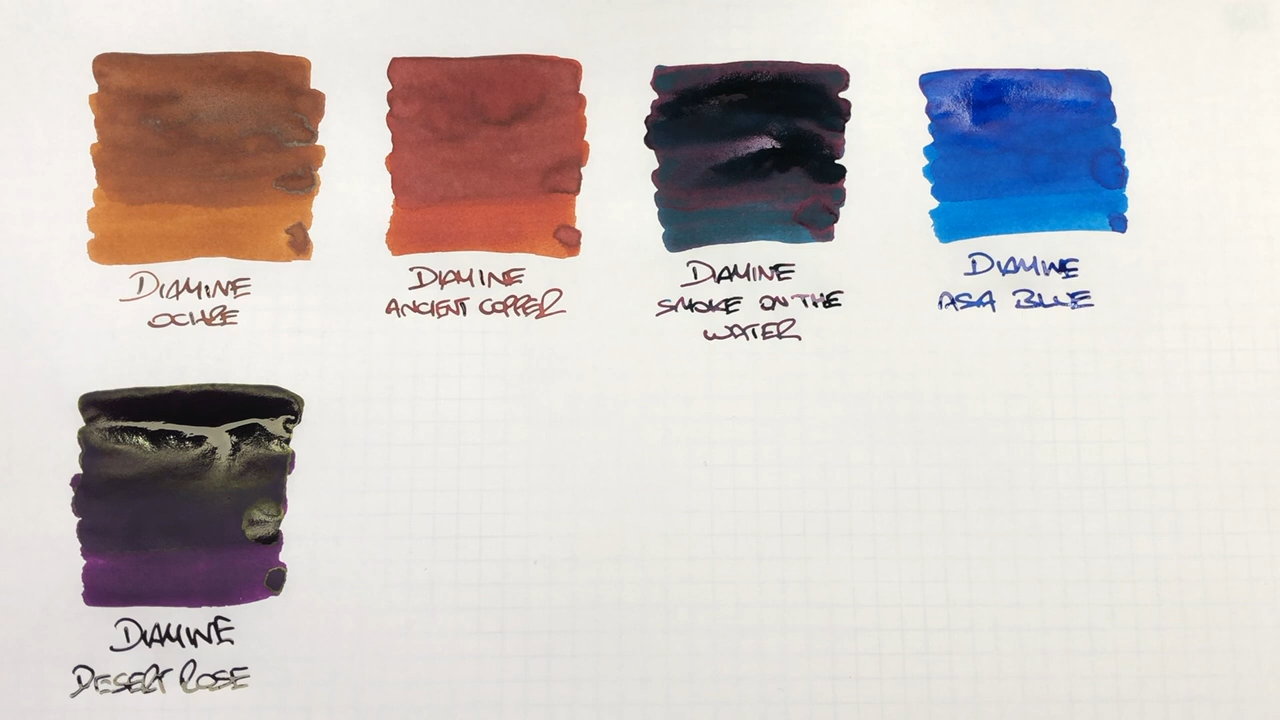 DIAMINE
OCHRE
DIAMINE
ANCIENT COPPER
DIAMINE
SMOKE ON THE
WATER
DIAMINE
ASA BLUE
DIAMINE
DESERT ROSE